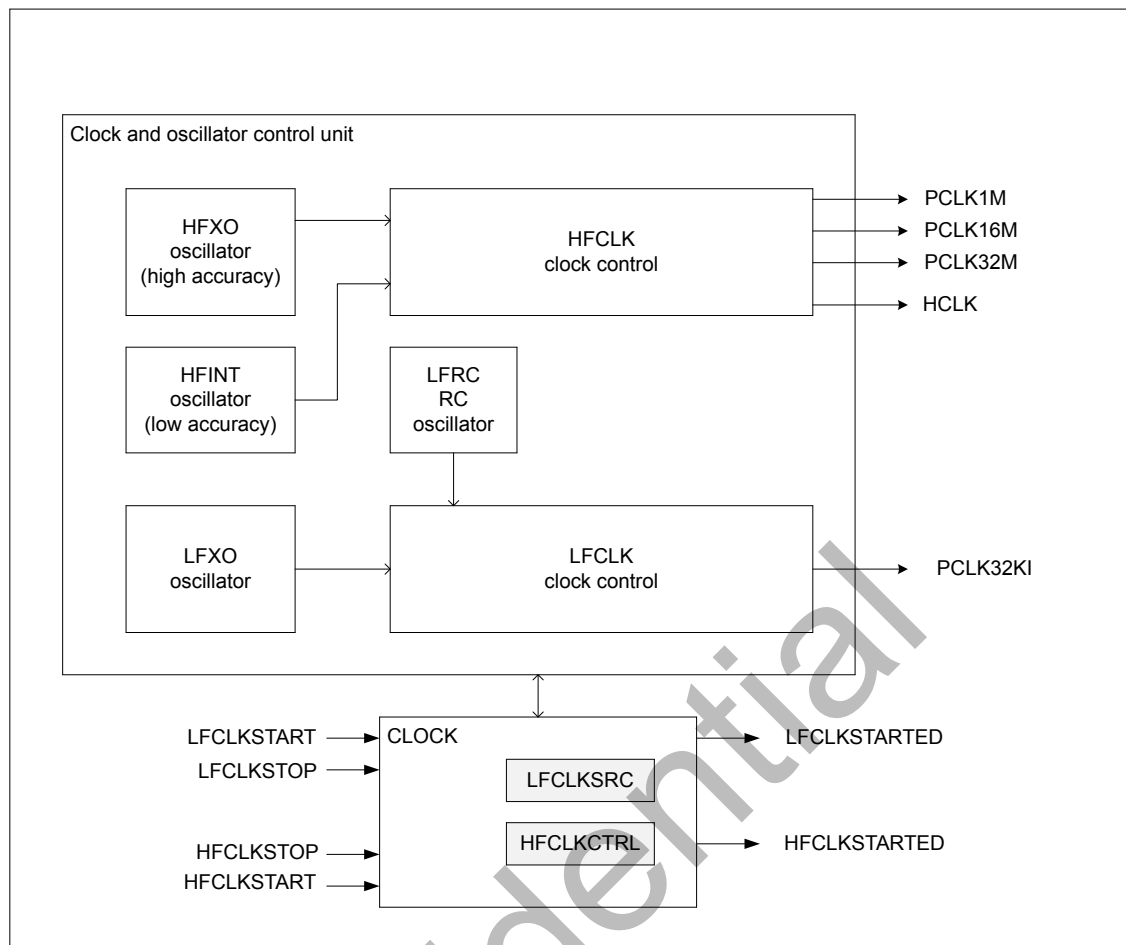 Clock and oscillator control unit
HFXO
oscillator
(high accuracy)
HFCLK
clock control
PCLK1M
PCLK16M
PCLK32M
HCLK
HFINT
oscillator
(low accuracy)
LFRC
RC
oscillator
LFXO
oscillator
LFCLK
clock control
PCLK32KI
LFCLKSTART
LFCLKSTOP
HFCLKSTOP
HFCLKSTART
CLOCK
LFCLKSRC
HFCLKCTRL
LFCLKSTARTED
HFCLKSTARTED
idential